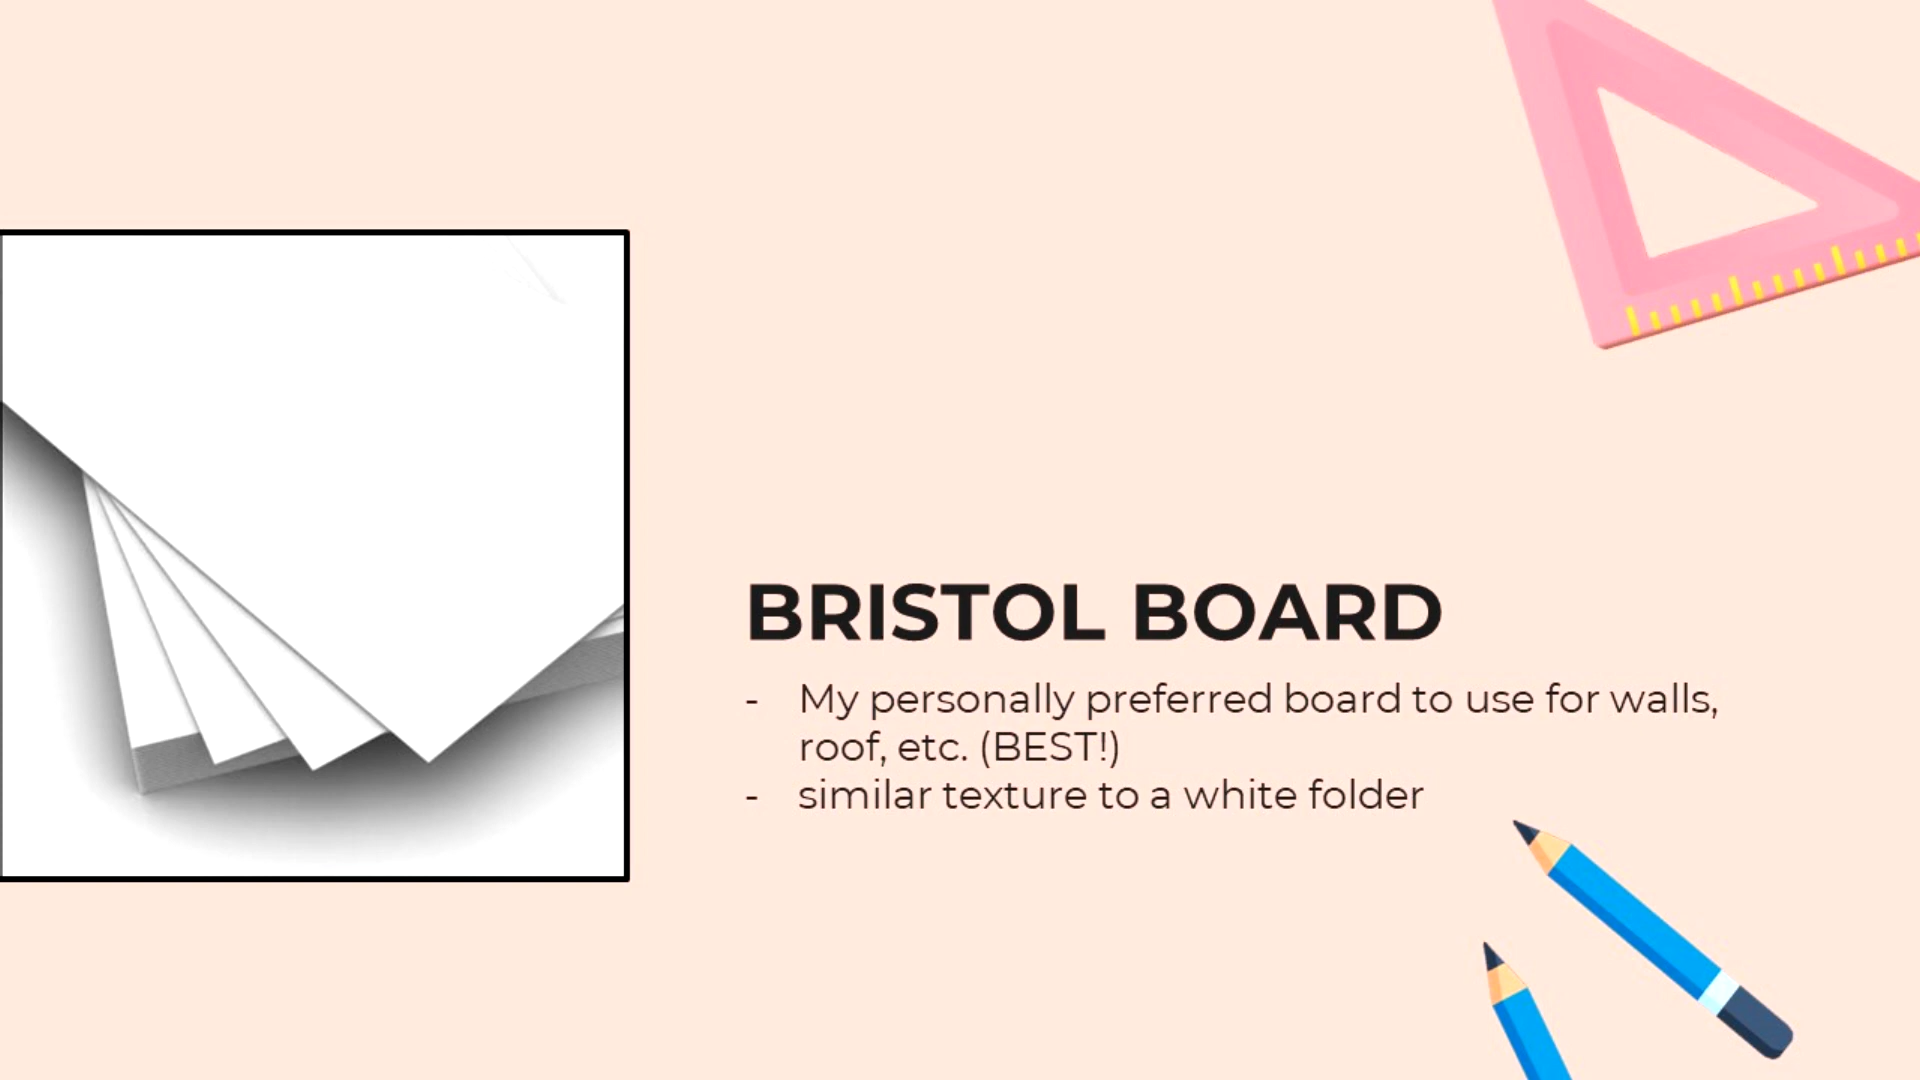 BRISTOL BOARD
- My personally preferred board to use for walls,
roof, etc. (BEST!)
- similar texture to a white folder